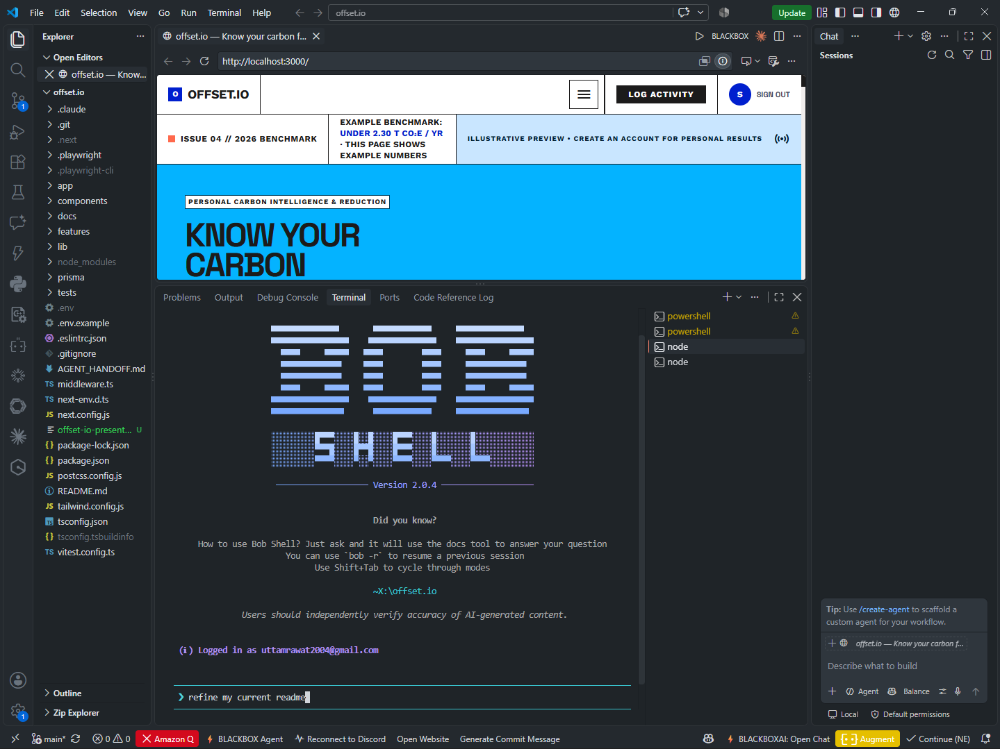 File Edit Selection View Go Run Terminal Help
offset.io
Update
Explorer
Open Editors
offset.io — Know...
offset.io
.claude
.git
.next
.playwright
.playwright-cli
app
components
docs
features
lib
node_modules
prisma
tests
.env
.env.example
.eslintrc.json
.gitignore
AGENT_HANDOFF.md
TS middleware.ts
TS next-env.d.ts
JS next.config.js
offset-io-present... U
{} package-lock.json
{} package.json
JS postcss.config.js
README.md
JS tailwind.config.js
TS tsconfig.json
{} tsconfig.tsbuildinfo
TS vitest.config.ts
Outline
Zip Explorer
1
1
offset.io — Know your carbon f...
BLACKBOX
http://localhost:3000/
O OFFSET.IO
LOG ACTIVITY
S SIGN OUT
ISSUE 04 // 2026 BENCHMARK
EXAMPLE BENCHMARK:
UNDER 2.30 T CO₂E / YR
· THIS PAGE SHOWS
EXAMPLE NUMBERS
ILLUSTRATIVE PREVIEW • CREATE AN ACCOUNT FOR PERSONAL RESULTS
PERSONAL CARBON INTELLIGENCE & REDUCTION
KNOW YOUR
CARBON
Problems Output Debug Console Terminal Ports Code Reference Log
BOB
SHELL
Version 2.0.4
Did you know?
How to use Bob Shell? Just ask and it will use the docs tool to answer your question
You can use `bob -r` to resume a previous session
Use Shift+Tab to cycle through modes
~X:\offset.io
Users should independently verify accuracy of AI-generated content.
(i) Logged in as uttamrawat2004@gmail.com
❯ refine my current readme
powershell
powershell
node
node
Chat
Sessions
Tip: Use /create-agent to scaffold a
custom agent for your workflow.
offset.io — Know your carbon f...
Describe what to build
Agent Balance
Local Default permissions
main* 0 0 Amazon Q BLACKBOX Agent Reconnect to Discord Open Website Generate Commit Message BLACKBOXAI: Open Chat {..} Augment Continue (NE)